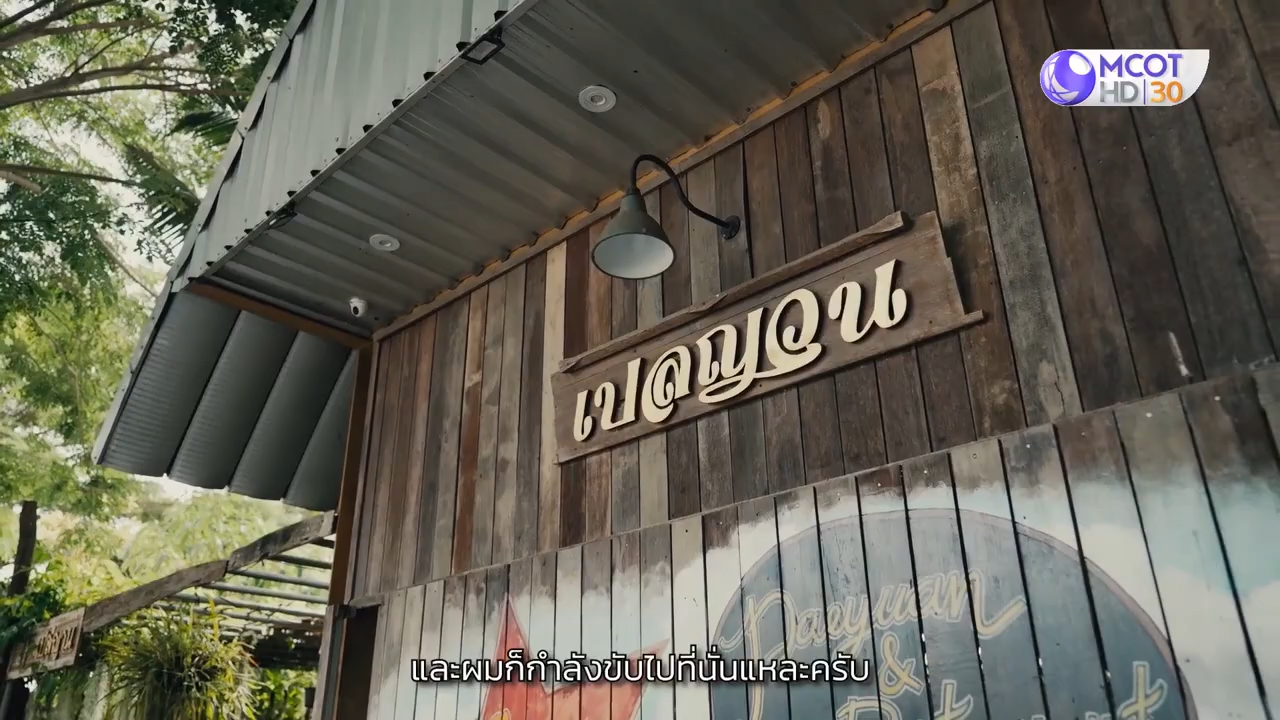 MCOT
HD 30
เปลญวน
Paeyuan
&
และผมก็กำลังขับไปที่นั่นแหละครับ